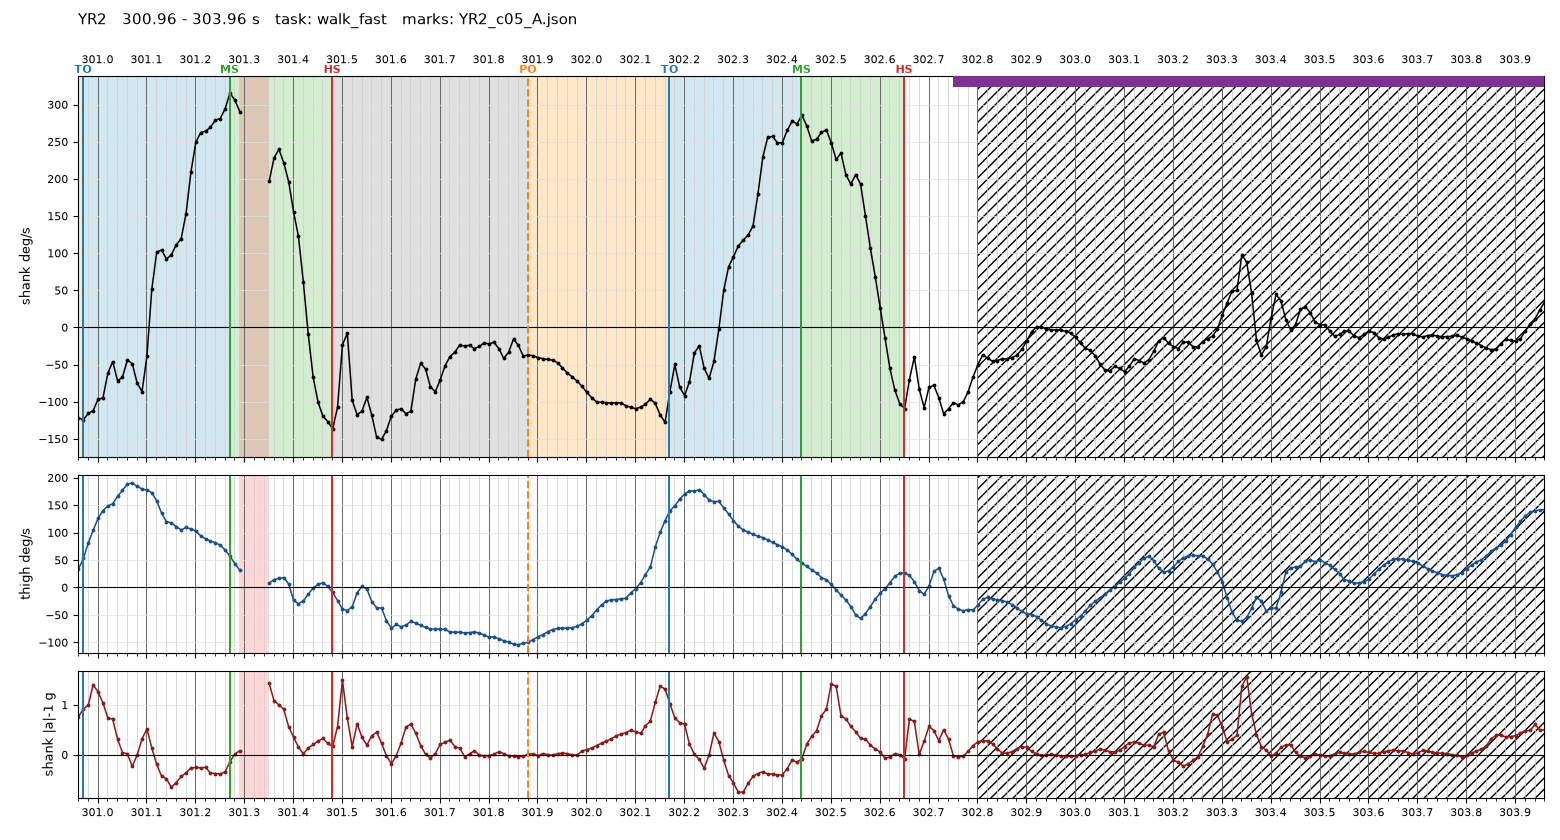 YR2   300.96 - 303.96 s   task: walk_fast   marks: YR2_c05_A.json
301.0 301.1 301.2 301.3 301.4 301.5 301.6 301.7 301.8 301.9 302.0 302.1 302.2 302.3 302.4 302.5 302.6 302.7 302.8 302.9 303.0 303.1 303.2 303.3 303.4 303.5 303.6 303.7 303.8 303.9
TO MS HS PO TO MS HS
shank deg/s
300
250
200
150
100
50
0
−50
−100
−150
thigh deg/s
200
150
100
50
0
−50
−100
shank |a|-1 g
1
0
301.0 301.1 301.2 301.3 301.4 301.5 301.6 301.7 301.8 301.9 302.0 302.1 302.2 302.3 302.4 302.5 302.6 302.7 302.8 302.9 303.0 303.1 303.2 303.3 303.4 303.5 303.6 303.7 303.8 303.9